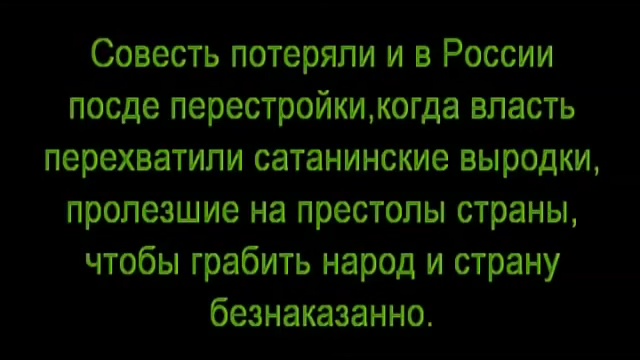 Совесть потеряли и в России
посде перестройки,когда власть
перехватили сатанинские выродки,
пролезшие на престолы страны,
чтобы грабить народ и страну
безнаказанно.